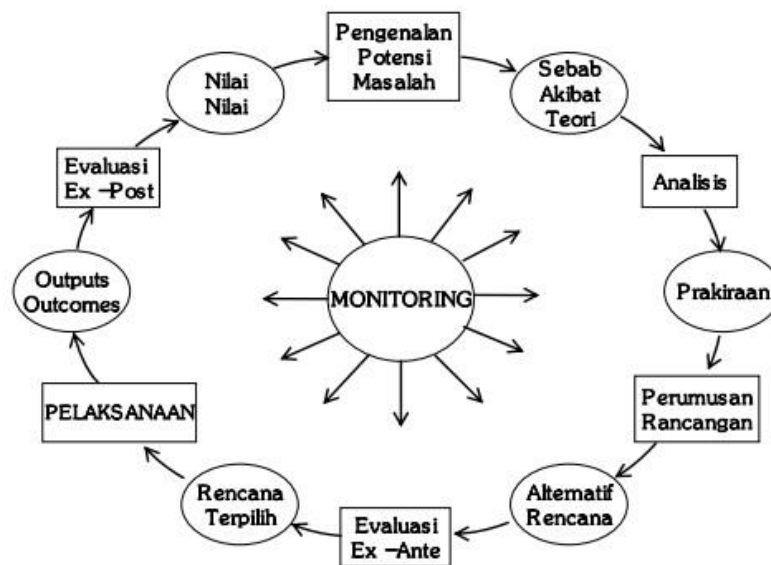 Pengenalan
Potensi
Masalah
Sebab
Akibat
Teori
Analisis
Prakiraan
Perumusan
Rancangan
Alternatif
Rencana
Evaluasi
Ex –Ante
Rencana
Terpilih
PELAKSANAAN
Outputs
Outcomes
Evaluasi
Ex –Post
Nilai
Nilai
MONITORING